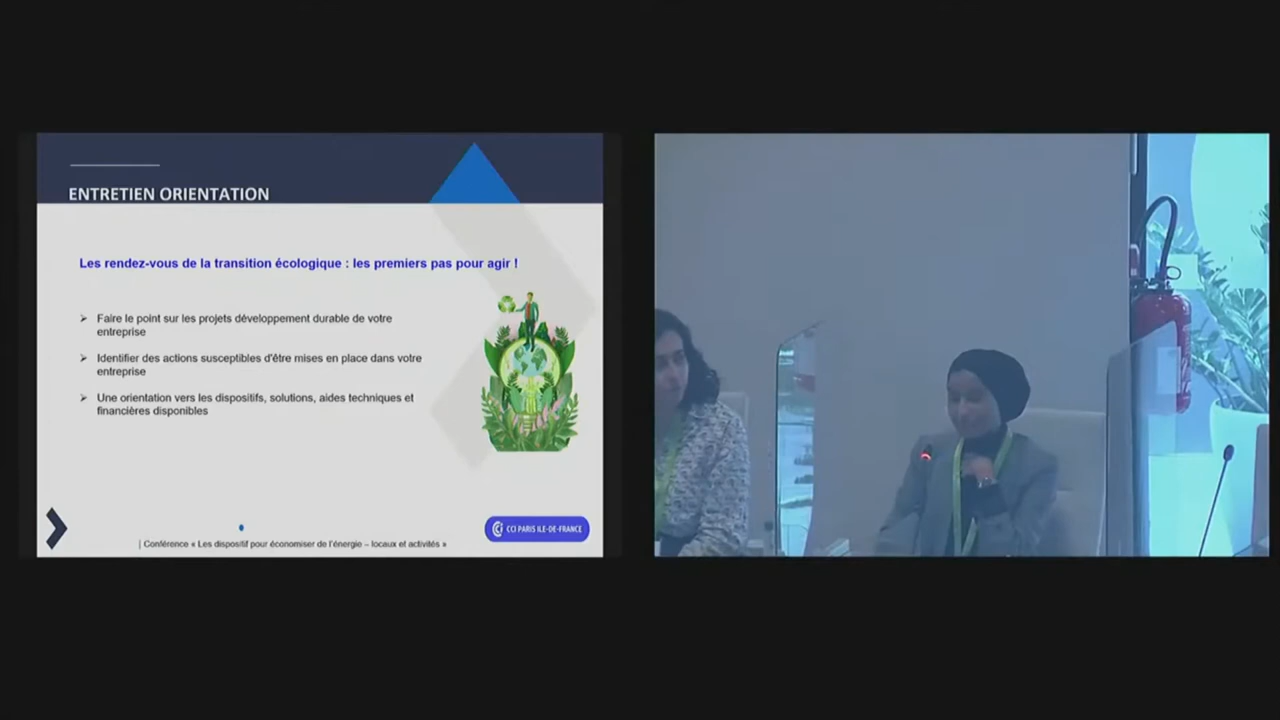 ENTRETIEN ORIENTATION
Les rendez-vous de la transition écologique : les premiers pas pour agir !
Faire le point sur les projets développement durable de votre
entreprise
Identifier des actions susceptibles d'être mises en place dans votre
entreprise
Une orientation vers les dispositifs, solutions, aides techniques et
financières disponibles
CCI PARIS ILE-DE-FRANCE
| Conférence « Les dispositif pour économiser de l'énergie – locaux et activités »